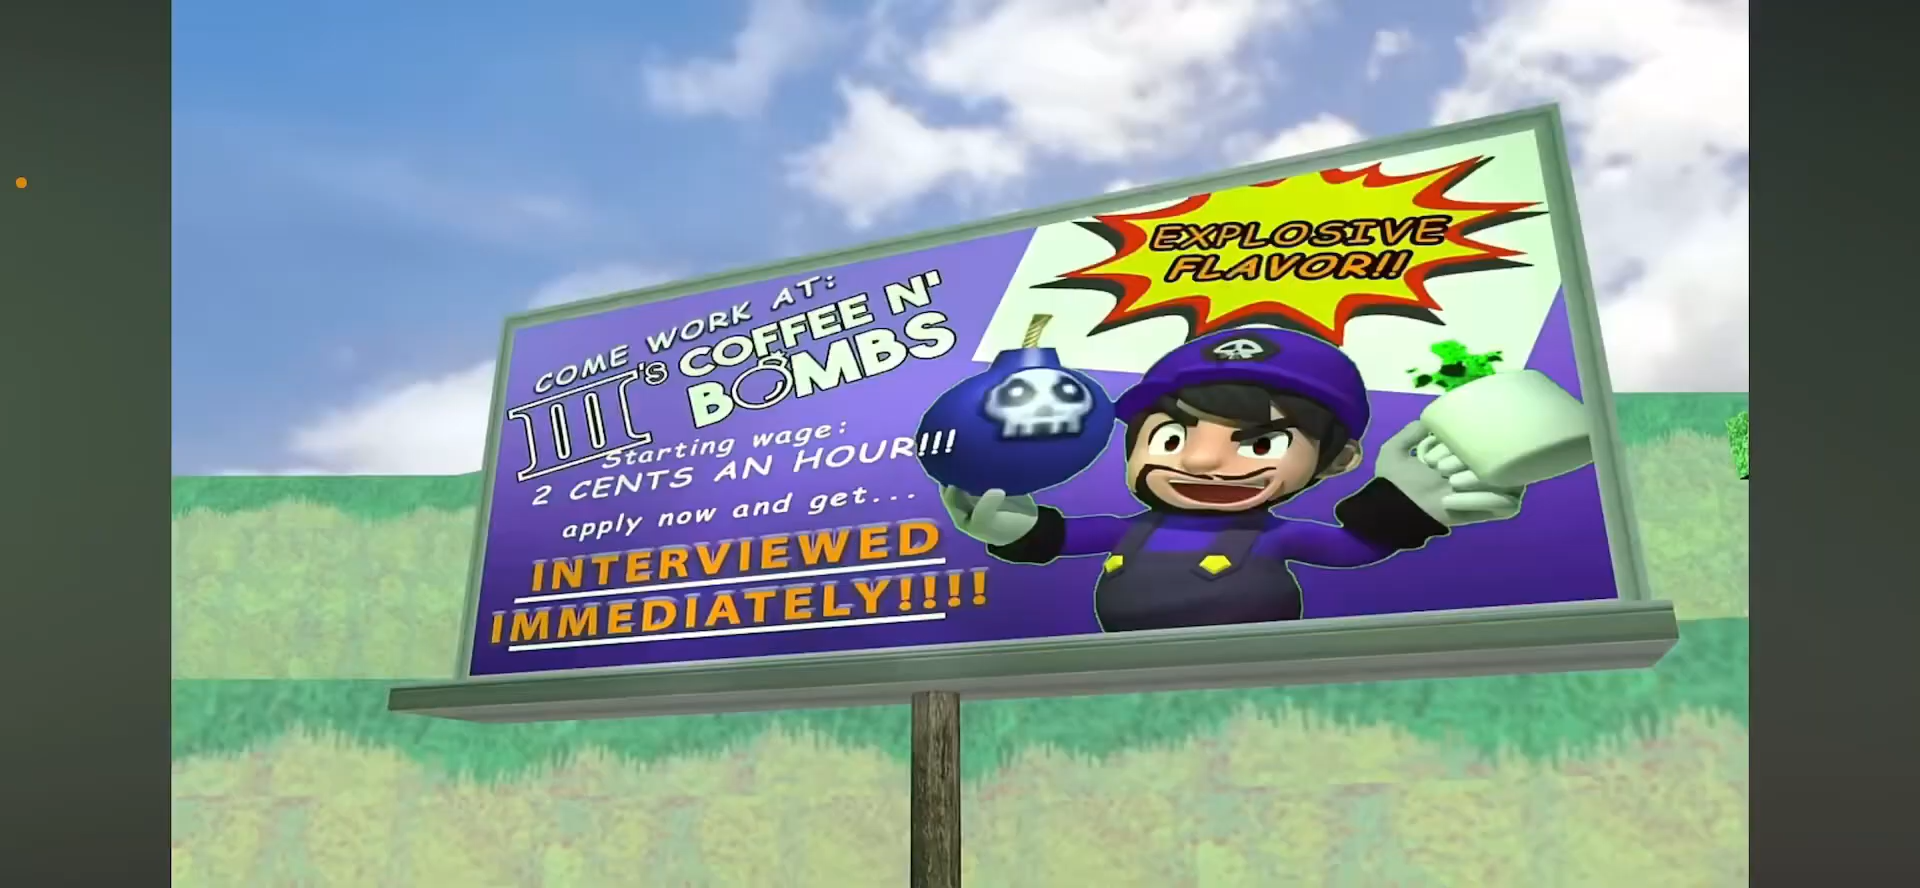 COME WORK AT:
III's COFFEE N'
BOMBS
Starting wage:
2 CENTS AN HOUR!!!
apply now and get...
INTERVIEWED
IMMEDIATELY!!!!
EXPLOSIVE
FLAVOR!!